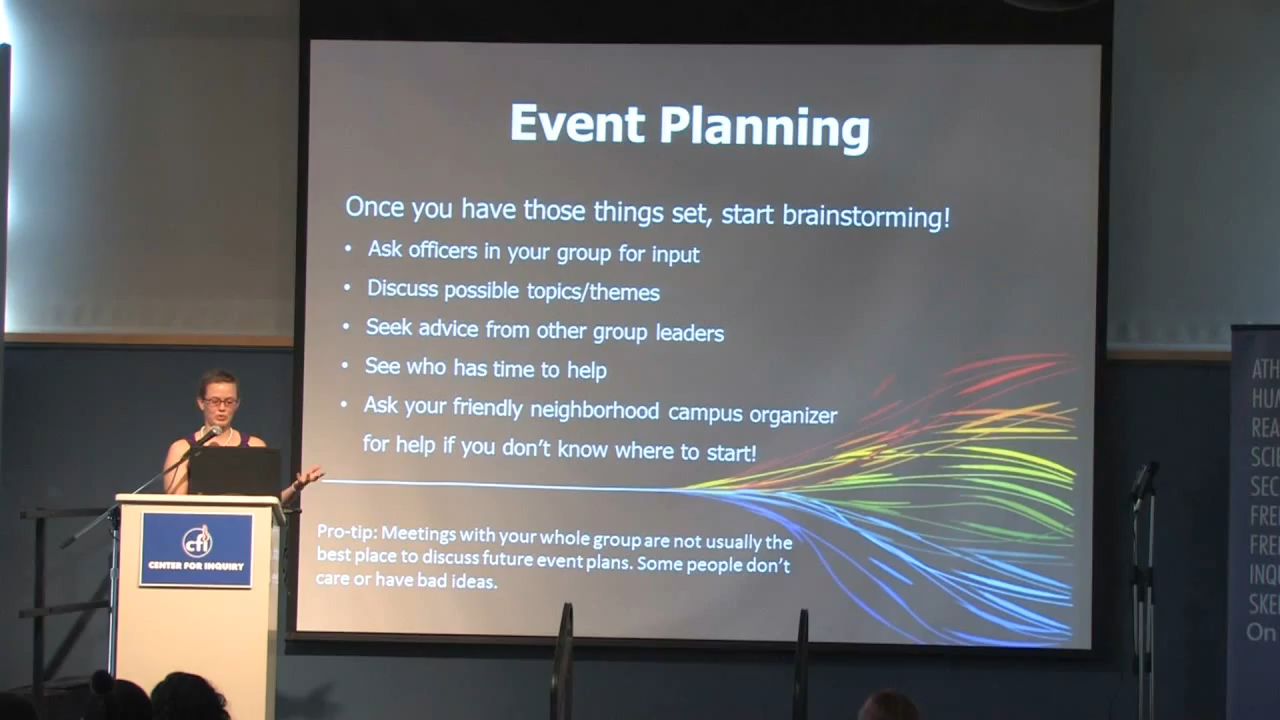 Event Planning
Once you have those things set, start brainstorming!
• Ask officers in your group for input
• Discuss possible topics/themes
• Seek advice from other group leaders
• See who has time to help
• Ask your friendly neighborhood campus organizer
for help if you don't know where to start!
Pro-tip: Meetings with your whole group are not usually the
best place to discuss future event plans. Some people don't
care or have bad ideas.
cfi
CENTER FOR INQUIRY
ATH
HUM
REA
SCI
SEC
FRE
FRE
INQ
SKE
On